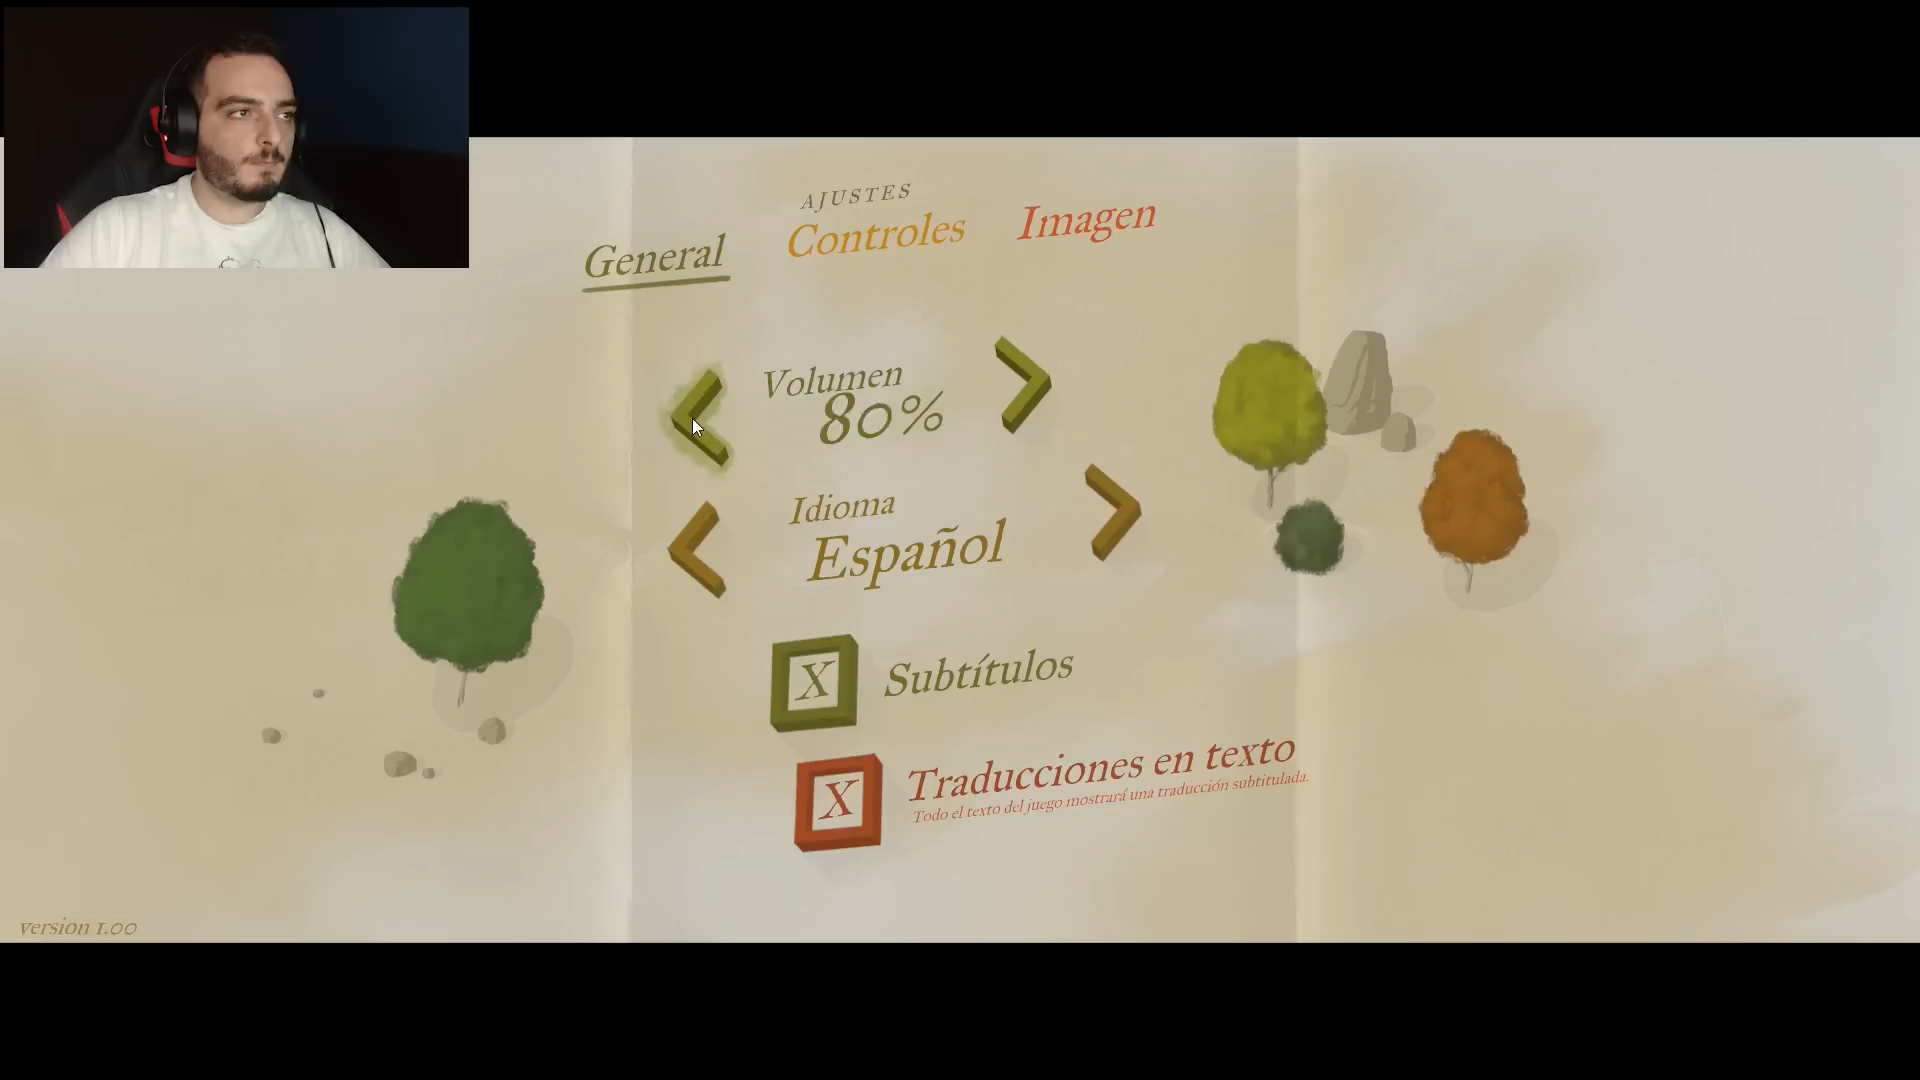 AJUSTES
General Controles Imagen
Volumen
80%
Idioma
Español
X Subtítulos
X Traducciones en texto
Todo el texto del juego mostrará una traducción subtitulada.
version 1.00